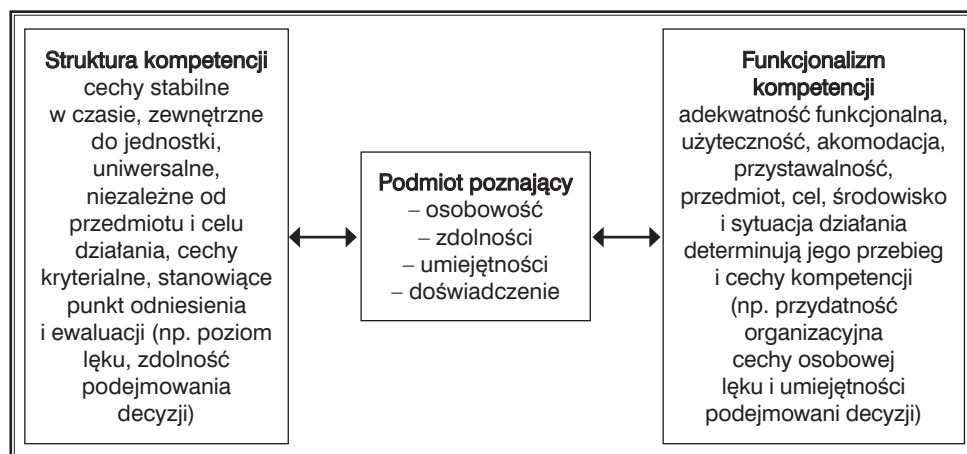 Struktura kompetencji
cechy stabilne
w czasie, zewnętrzne
do jednostki,
uniwersalne,
niezależne od
przedmiotu i celu
działania, cechy
kryterialne, stanowiące
punkt odniesienia
i ewaluacji (np. poziom
lęku, zdolność
podejmowania
decyzji)
Podmiot poznający
– osobowość
– zdolności
– umiejętności
– doświadczenie
Funkcjonalizm
kompetencji
adekwatność funkcjonalna,
użyteczność, akomodacja,
przystawalność,
przedmiot, cel, środowisko
i sytuacja działania
determinują jego przebieg
i cechy kompetencji
(np. przydatność
organizacyjna
cechy osobowej
lęku i umiejętności
podejmowani decyzji)